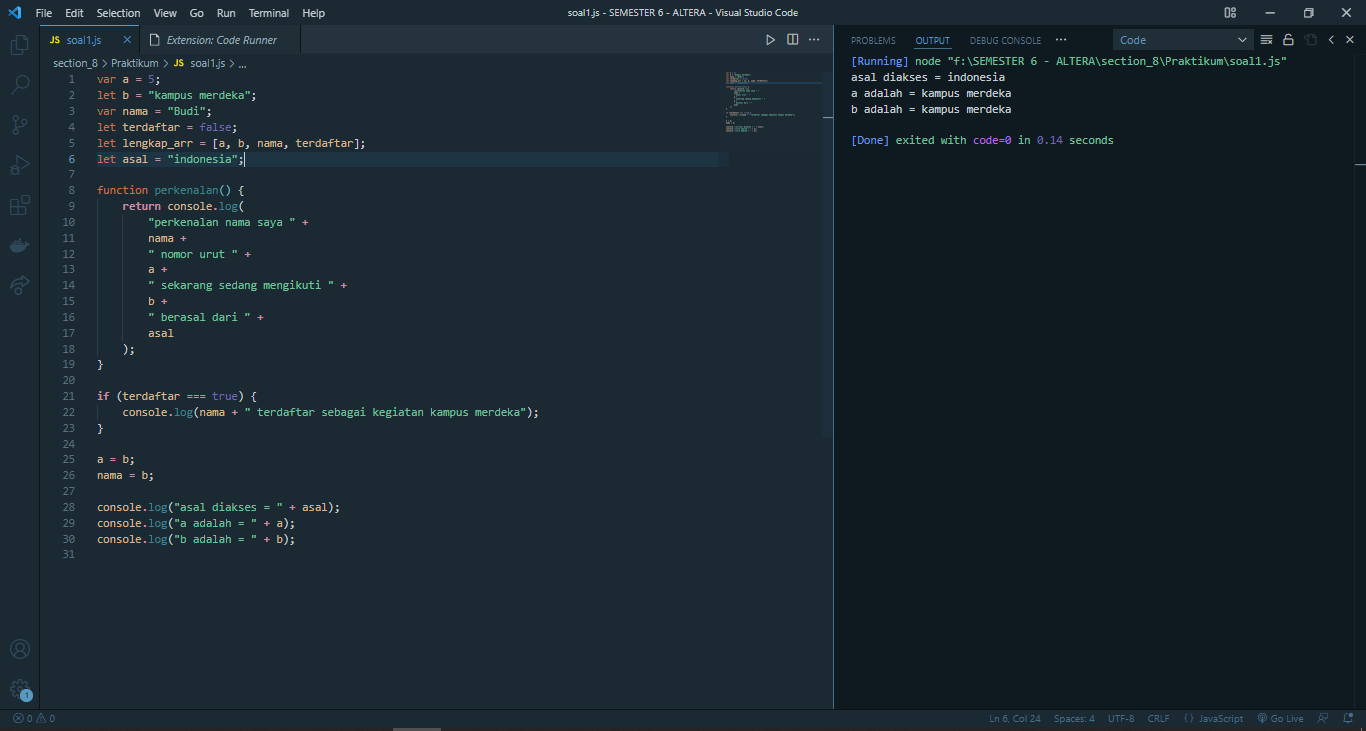 File Edit Selection View Go Run Terminal Help
soal1.js - SEMESTER 6 - ALTERA - Visual Studio Code
JS soal1.js
Extension: Code Runner
section_8 > Praktikum > JS soal1.js > ...
1 var a = 5;
2 let b = "kampus merdeka";
3 var nama = "Budi";
4 let terdaftar = false;
5 let lengkap_arr = [a, b, nama, terdaftar];
6 let asal = "indonesia";
7
8 function perkenalan() {
9     return console.log(
10         "perkenalan nama saya " +
11         nama +
12         " nomor urut " +
13         a +
14         " sekarang sedang mengikuti " +
15         b +
16         " berasal dari " +
17         asal
18     );
19 }
20
21 if (terdaftar === true) {
22     console.log(nama + " terdaftar sebagai kegiatan kampus merdeka");
23 }
24
25 a = b;
26 nama = b;
27
28 console.log("asal diakses = " + asal);
29 console.log("a adalah = " + a);
30 console.log("b adalah = " + b);
31
PROBLEMS OUTPUT DEBUG CONSOLE ··· Code
[Running] node "f:\SEMESTER 6 - ALTERA\section_8\Praktikum\soal1.js"
asal diakses = indonesia
a adalah = kampus merdeka
b adalah = kampus merdeka
[Done] exited with code=0 in 0.14 seconds
1
0 0
Ln 6, Col 24 Spaces: 4 UTF-8 CRLF {} JavaScript Go Live